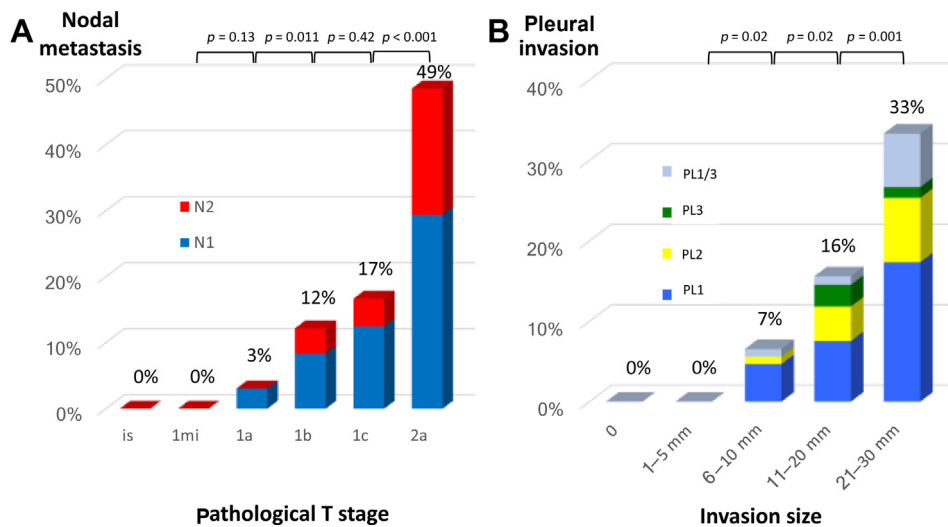 A
Nodal
metastasis
p = 0.13
p = 0.011
p = 0.42
p < 0.001
50%
40%
30%
20%
10%
0%
N2
N1
0%
0%
3%
12%
17%
49%
is
1mi
1a
1b
1c
2a
Pathological T stage
B
Pleural
invasion
p = 0.02
p = 0.02
p = 0.001
40%
30%
20%
10%
0%
PL1/3
PL3
PL2
PL1
0%
0%
7%
16%
33%
0
1–5 mm
6–10 mm
11–20 mm
21–30 mm
Invasion size